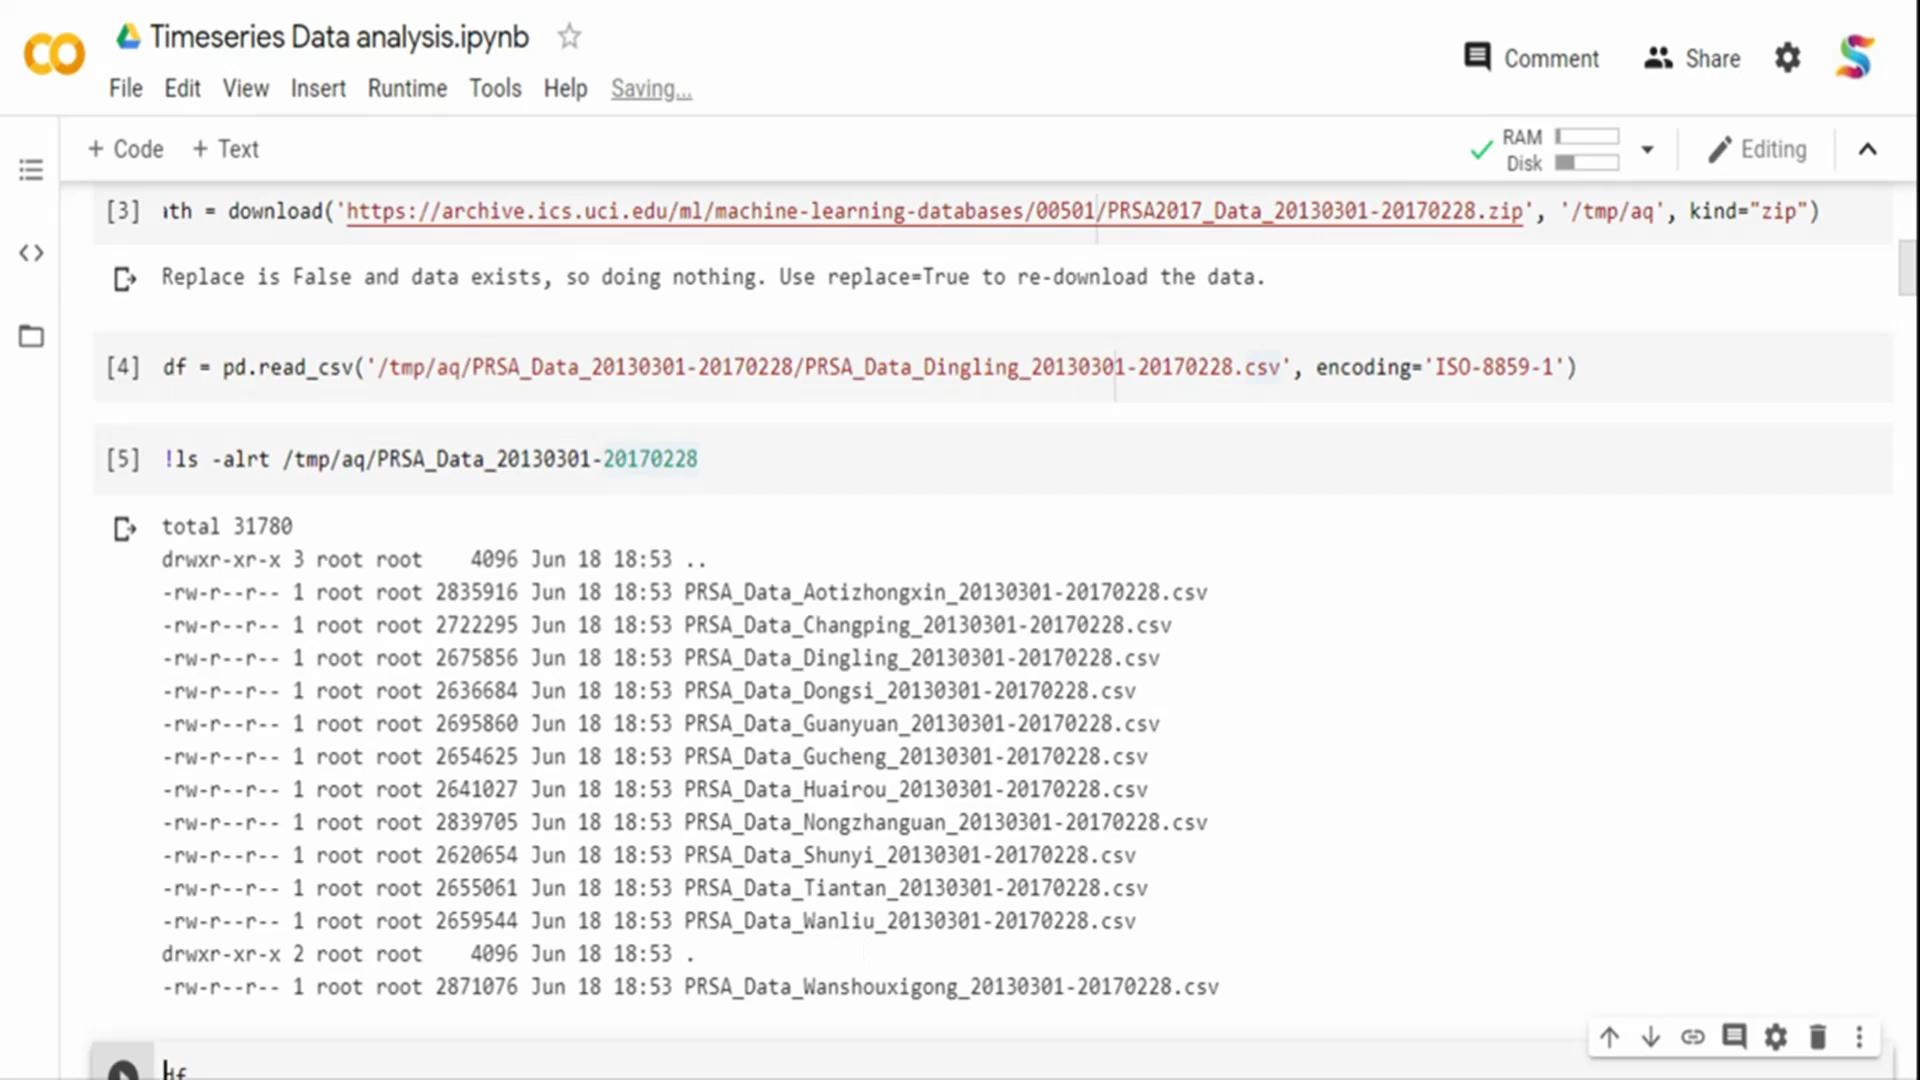 Timeseries Data analysis.ipynb
File Edit View Insert Runtime Tools Help Saving...
Comment Share
+ Code + Text
RAM
Disk
Editing
[3] ath = download('https://archive.ics.uci.edu/ml/machine-learning-databases/00501/PRSA2017_Data_20130301-20170228.zip', '/tmp/aq', kind="zip")
Replace is False and data exists, so doing nothing. Use replace=True to re-download the data.
[4] df = pd.read_csv('/tmp/aq/PRSA_Data_20130301-20170228/PRSA_Data_Dingling_20130301-20170228.csv', encoding='ISO-8859-1')
[5] !ls -alrt /tmp/aq/PRSA_Data_20130301-20170228
total 31780
drwxr-xr-x 3 root root 4096 Jun 18 18:53 ..
-rw-r--r-- 1 root root 2835916 Jun 18 18:53 PRSA_Data_Aotizhongxin_20130301-20170228.csv
-rw-r--r-- 1 root root 2722295 Jun 18 18:53 PRSA_Data_Changping_20130301-20170228.csv
-rw-r--r-- 1 root root 2675856 Jun 18 18:53 PRSA_Data_Dingling_20130301-20170228.csv
-rw-r--r-- 1 root root 2636684 Jun 18 18:53 PRSA_Data_Dongsi_20130301-20170228.csv
-rw-r--r-- 1 root root 2695860 Jun 18 18:53 PRSA_Data_Guanyuan_20130301-20170228.csv
-rw-r--r-- 1 root root 2654625 Jun 18 18:53 PRSA_Data_Gucheng_20130301-20170228.csv
-rw-r--r-- 1 root root 2641027 Jun 18 18:53 PRSA_Data_Huairou_20130301-20170228.csv
-rw-r--r-- 1 root root 2839705 Jun 18 18:53 PRSA_Data_Nongzhanguan_20130301-20170228.csv
-rw-r--r-- 1 root root 2620654 Jun 18 18:53 PRSA_Data_Shunyi_20130301-20170228.csv
-rw-r--r-- 1 root root 2655061 Jun 18 18:53 PRSA_Data_Tiantan_20130301-20170228.csv
-rw-r--r-- 1 root root 2659544 Jun 18 18:53 PRSA_Data_Wanliu_20130301-20170228.csv
drwxr-xr-x 2 root root 4096 Jun 18 18:53 .
-rw-r--r-- 1 root root 2871076 Jun 18 18:53 PRSA_Data_Wanshouxigong_20130301-20170228.csv
df